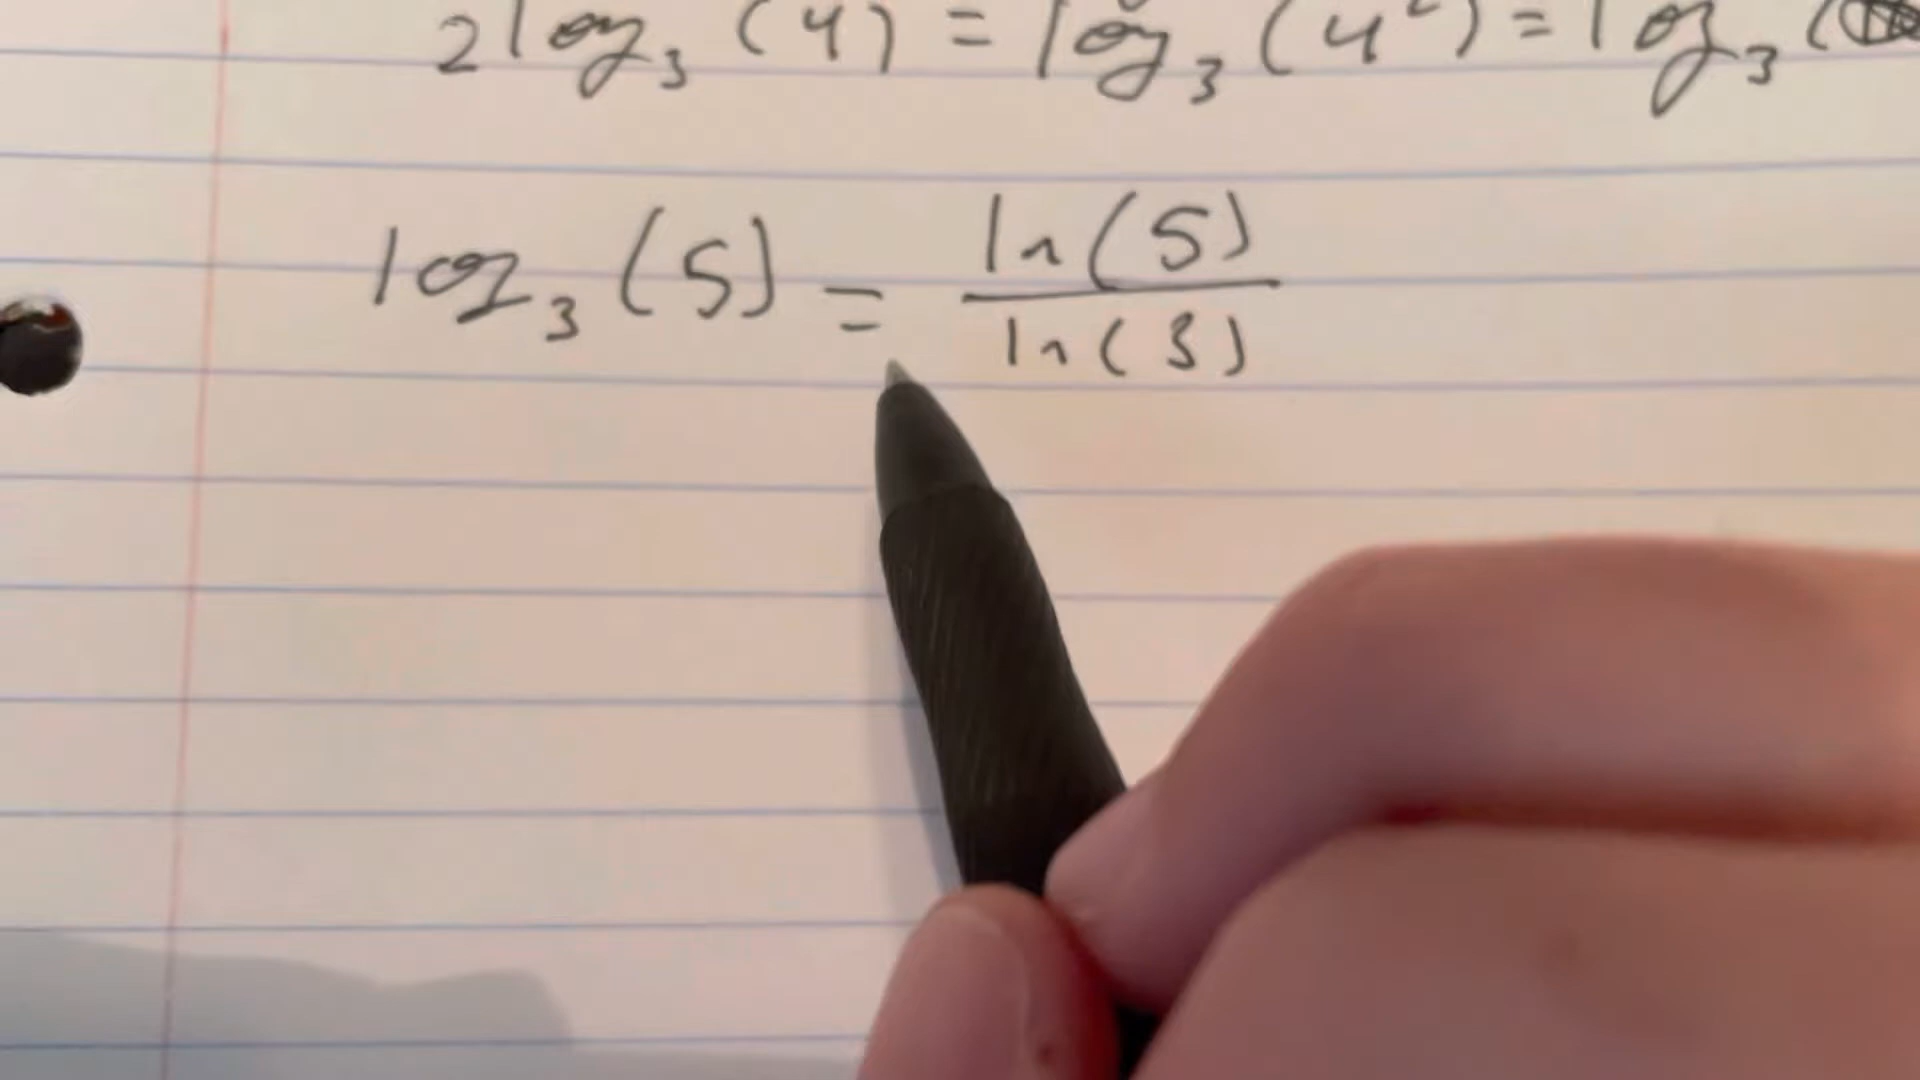 2log₃(4) = log₃(4²) = log₃(
log₃(5) = ln(5)/ln(3)